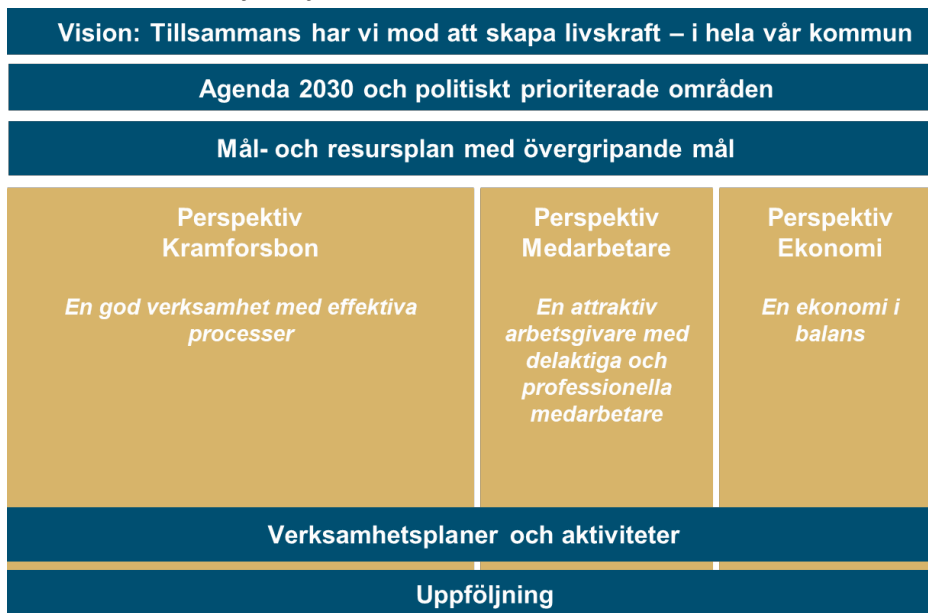 Vision: Tillsammans har vi mod att skapa livskraft – i hela vår kommun
Agenda 2030 och politiskt prioriterade områden
Mål- och resursplan med övergripande mål
Perspektiv
Kramforsbon
En god verksamhet med effektiva
processer
Perspektiv
Medarbetare
En attraktiv
arbetsgivare med
delaktiga och
professionella
medarbetare
Perspektiv
Ekonomi
En ekonomi i
balans
Verksamhetsplaner och aktiviteter
Uppföljning